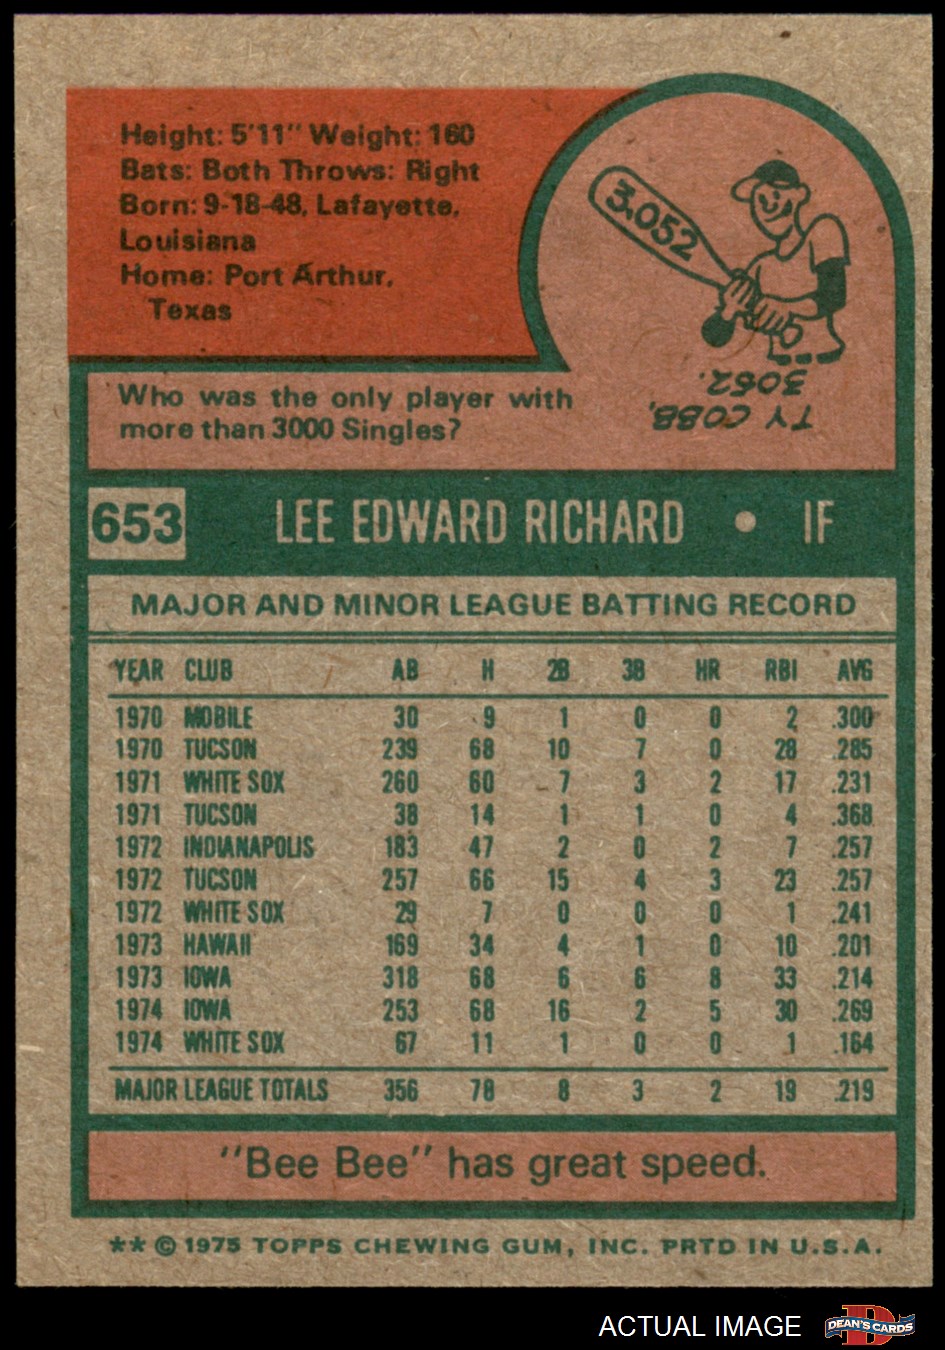 Height: 5'11" Weight: 160
Bats: Both Throws: Right
Born: 9-18-48, Lafayette,
Louisiana
Home: Port Arthur,
Texas
3,052
Who was the only player with
more than 3000 Singles?
TY COBB,
3052.
653 LEE EDWARD RICHARD • IF
MAJOR AND MINOR LEAGUE BATTING RECORD
YEAR CLUB AB H 2B 3B HR RBI AVG
1970 MOBILE 30 9 1 0 0 2 .300
1970 TUCSON 239 68 10 7 0 28 .285
1971 WHITE SOX 260 60 7 3 2 17 .231
1971 TUCSON 38 14 1 1 0 4 .368
1972 INDIANAPOLIS 183 47 2 0 2 7 .257
1972 TUCSON 257 66 15 4 3 23 .257
1972 WHITE SOX 29 7 0 0 0 1 .241
1973 HAWAII 169 34 4 1 0 10 .201
1973 IOWA 318 68 6 6 8 33 .214
1974 IOWA 253 68 16 2 5 30 .269
1974 WHITE SOX 67 11 1 0 0 1 .164
MAJOR LEAGUE TOTALS 356 78 8 3 2 19 .219
"Bee Bee" has great speed.
** © 1975 TOPPS CHEWING GUM, INC. PRTD IN U.S.A.
ACTUAL IMAGE DEAN'S CARDS